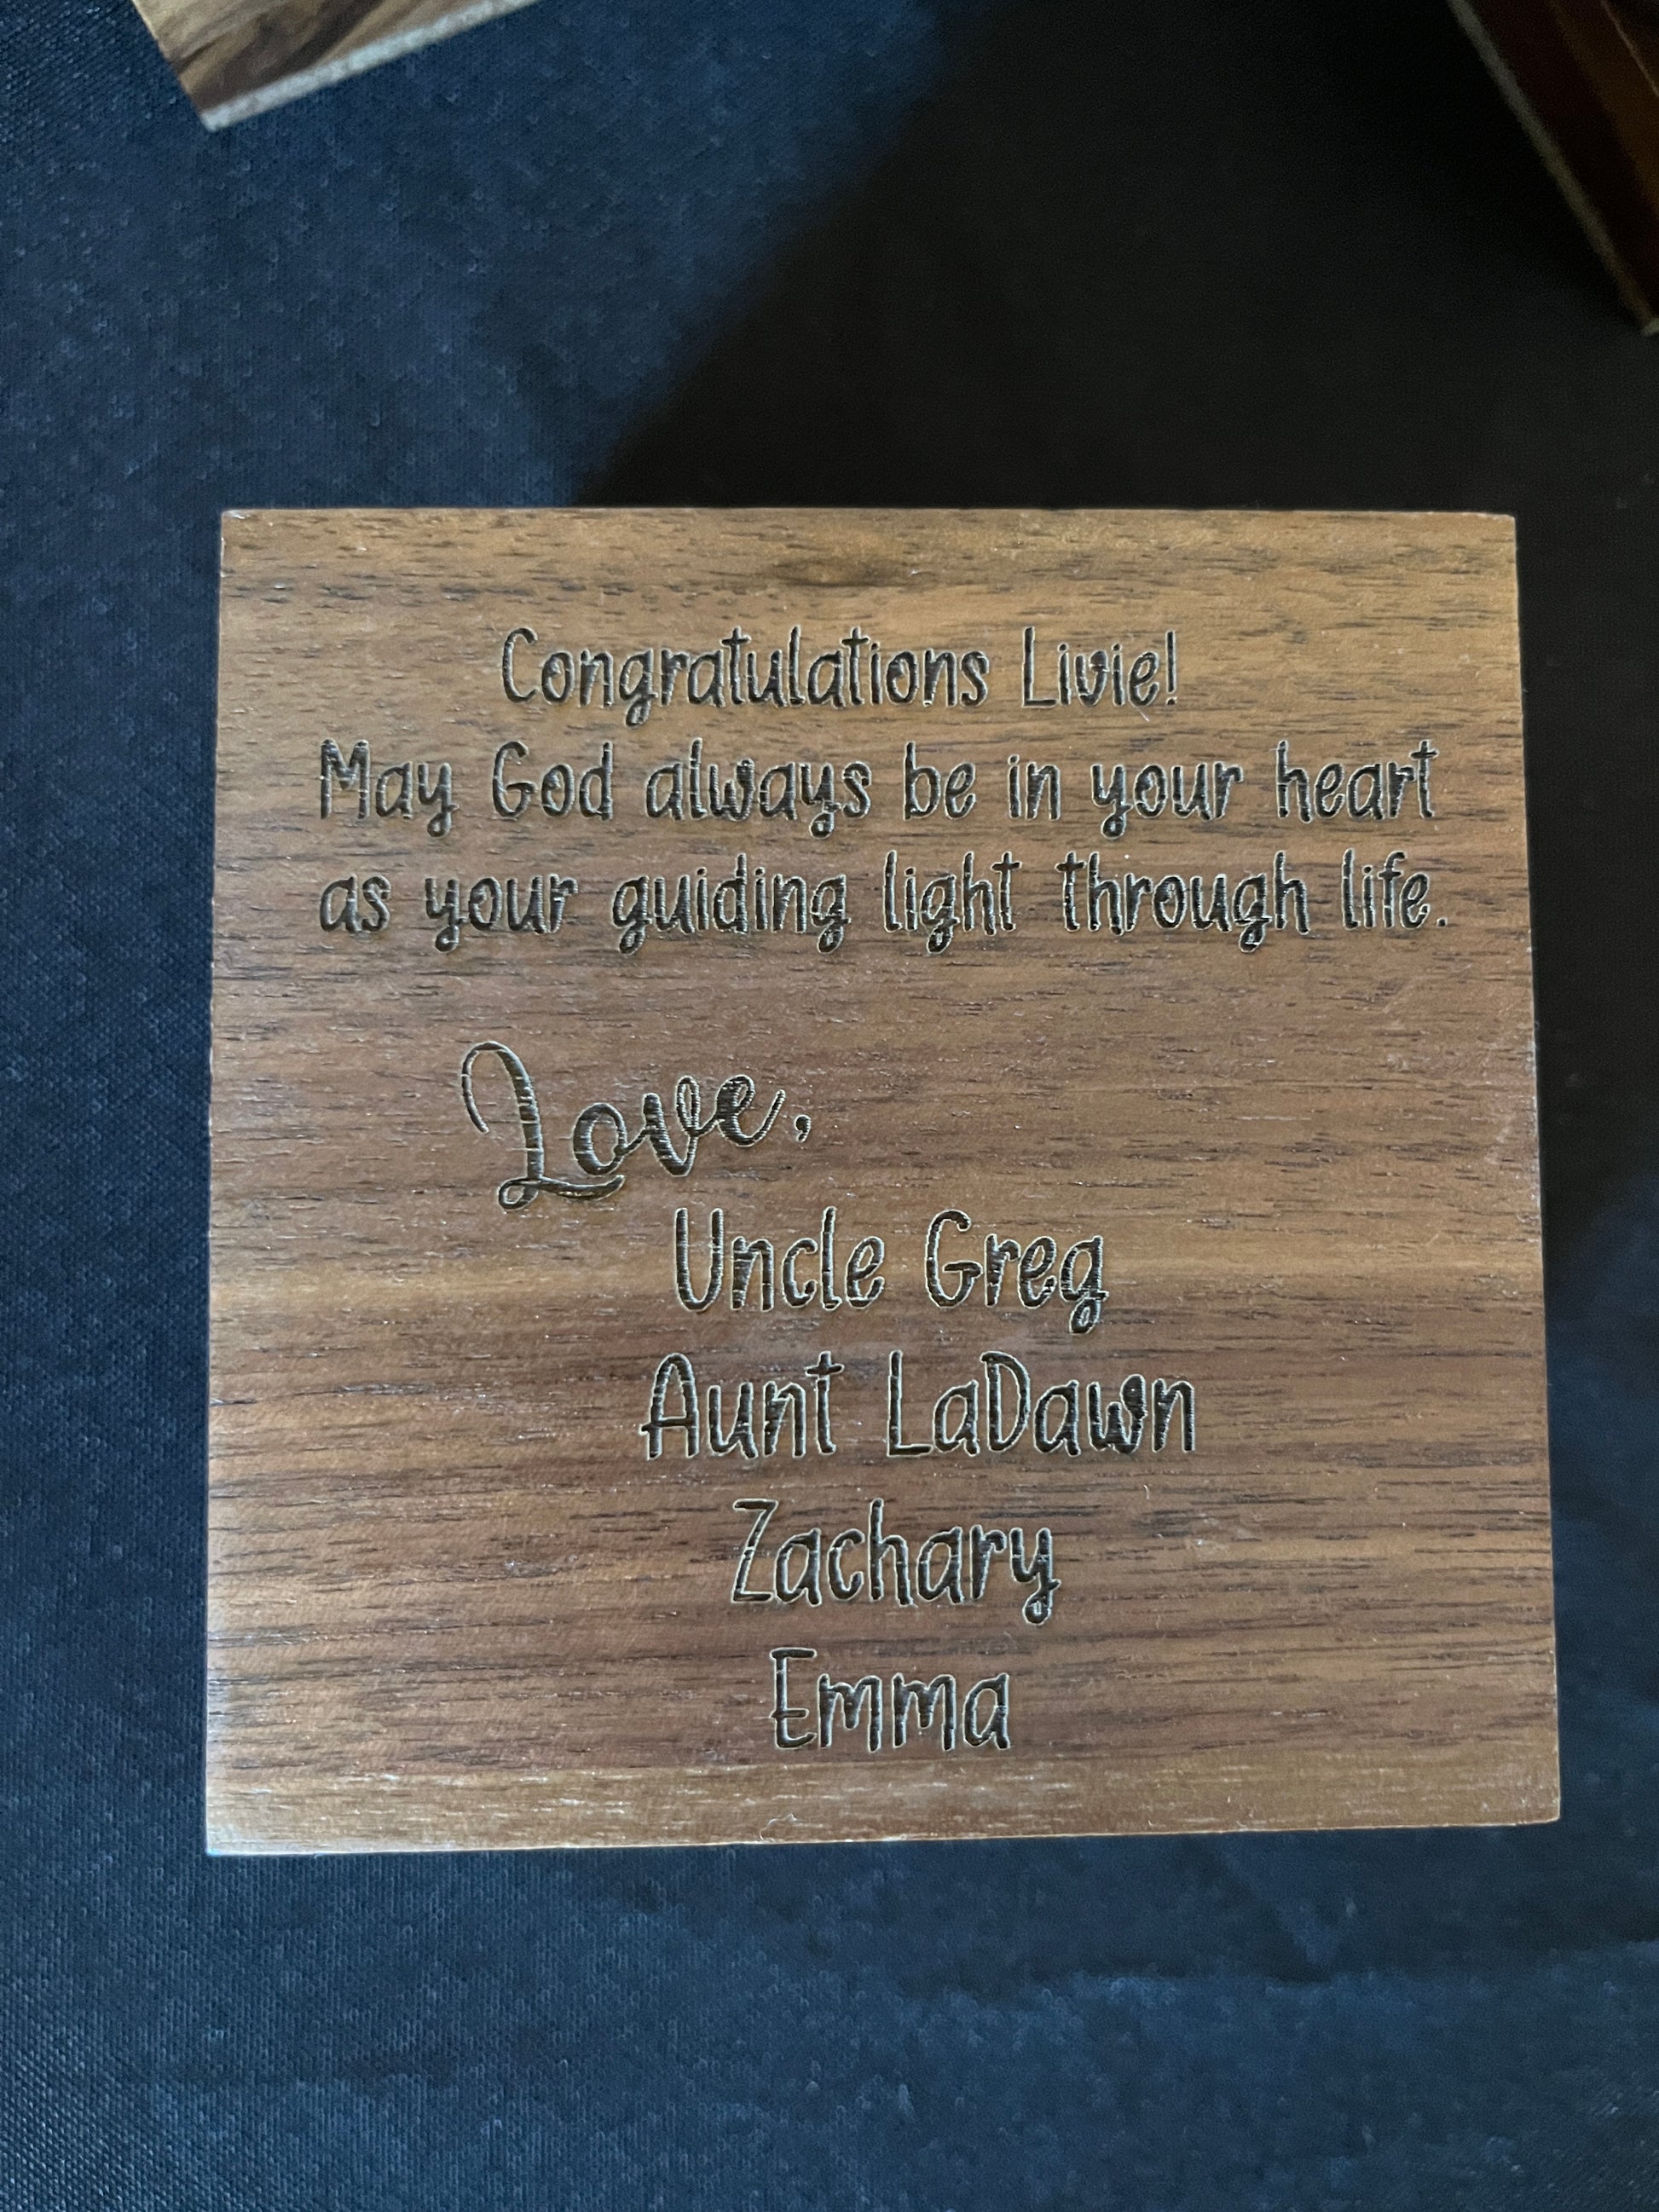 Congratulations Livie!
May God always be in your heart
as your guiding light through life.
Love,
Uncle Greg
Aunt LaDawn
Zachary
Emma